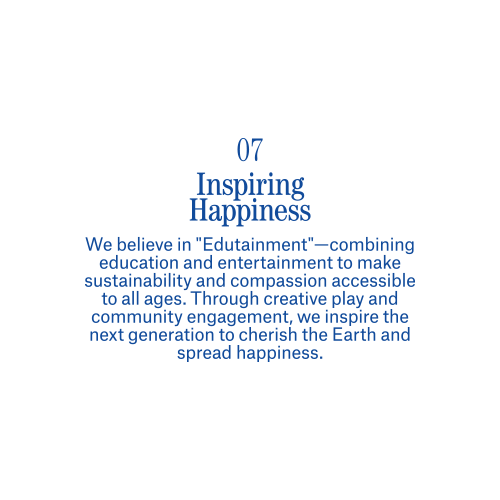 07
Inspiring
Happiness
We believe in "Edutainment"—combining
education and entertainment to make
sustainability and compassion accessible
to all ages. Through creative play and
community engagement, we inspire the
next generation to cherish the Earth and
spread happiness.